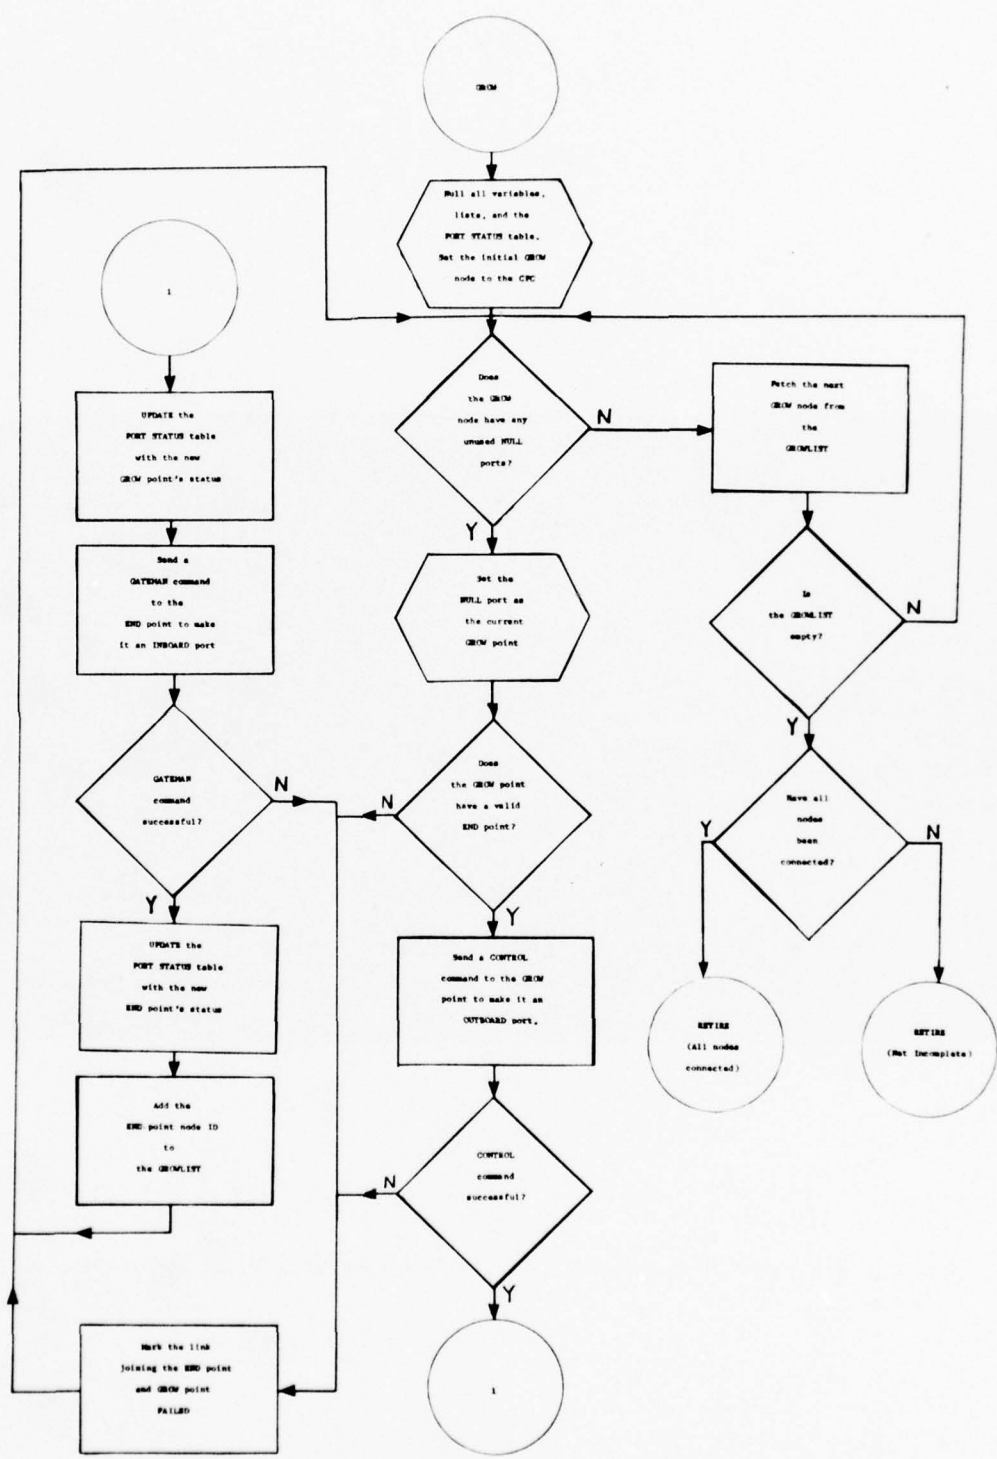 GROW
Null all variables,
lists, and the
PORT STATUS table.
Set the initial GROW
node to the CPC
Does
the GROW
node have any
unused NULL
ports?
N
Y
Fetch the next
GROW node from
the
GROWLIST
Is
the GROWLIST
empty?
N
Y
Have all
nodes
been
connected?
Y
N
RETIRE
(All nodes
connected)
RETIRE
(Net Incomplete)
Set the
NULL port as
the current
GROW point
Does
the GROW point
have a valid
END point?
N
Y
Send a CONTROL
command to the GROW
point to make it an
OUTBOARD port.
CONTROL
command
successful?
N
Y
1
1
UPDATE the
PORT STATUS table
with the new
GROW point's status
Send a
GATEMAN command
to the
END point to make
it an INBOARD port
GATEMAN
command
successful?
N
Y
UPDATE the
PORT STATUS table
with the new
END point's status
Add the
END point node ID
to
the GROWLIST
Mark the link
joining the END point
and GROW point
FAILED